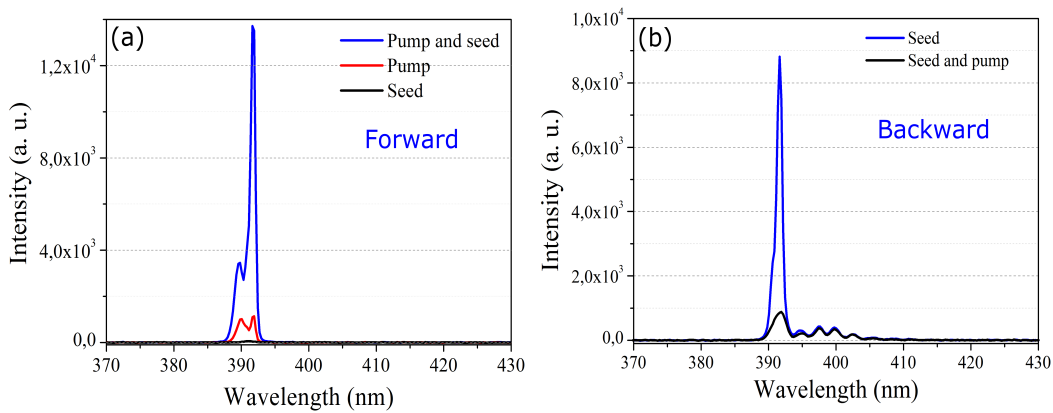 (a)
Pump and seed
Pump
Seed
Forward
1,2x10⁴
8,0x10³
4,0x10³
0,0
Intensity (a. u.)
370 380 390 400 410 420 430
Wavelength (nm)
(b)
Seed
Seed and pump
Backward
1,0x10⁴
8,0x10³
6,0x10³
4,0x10³
2,0x10³
0,0
Intensity (a. u.)
370 380 390 400 410 420 430
Wavelength (nm)